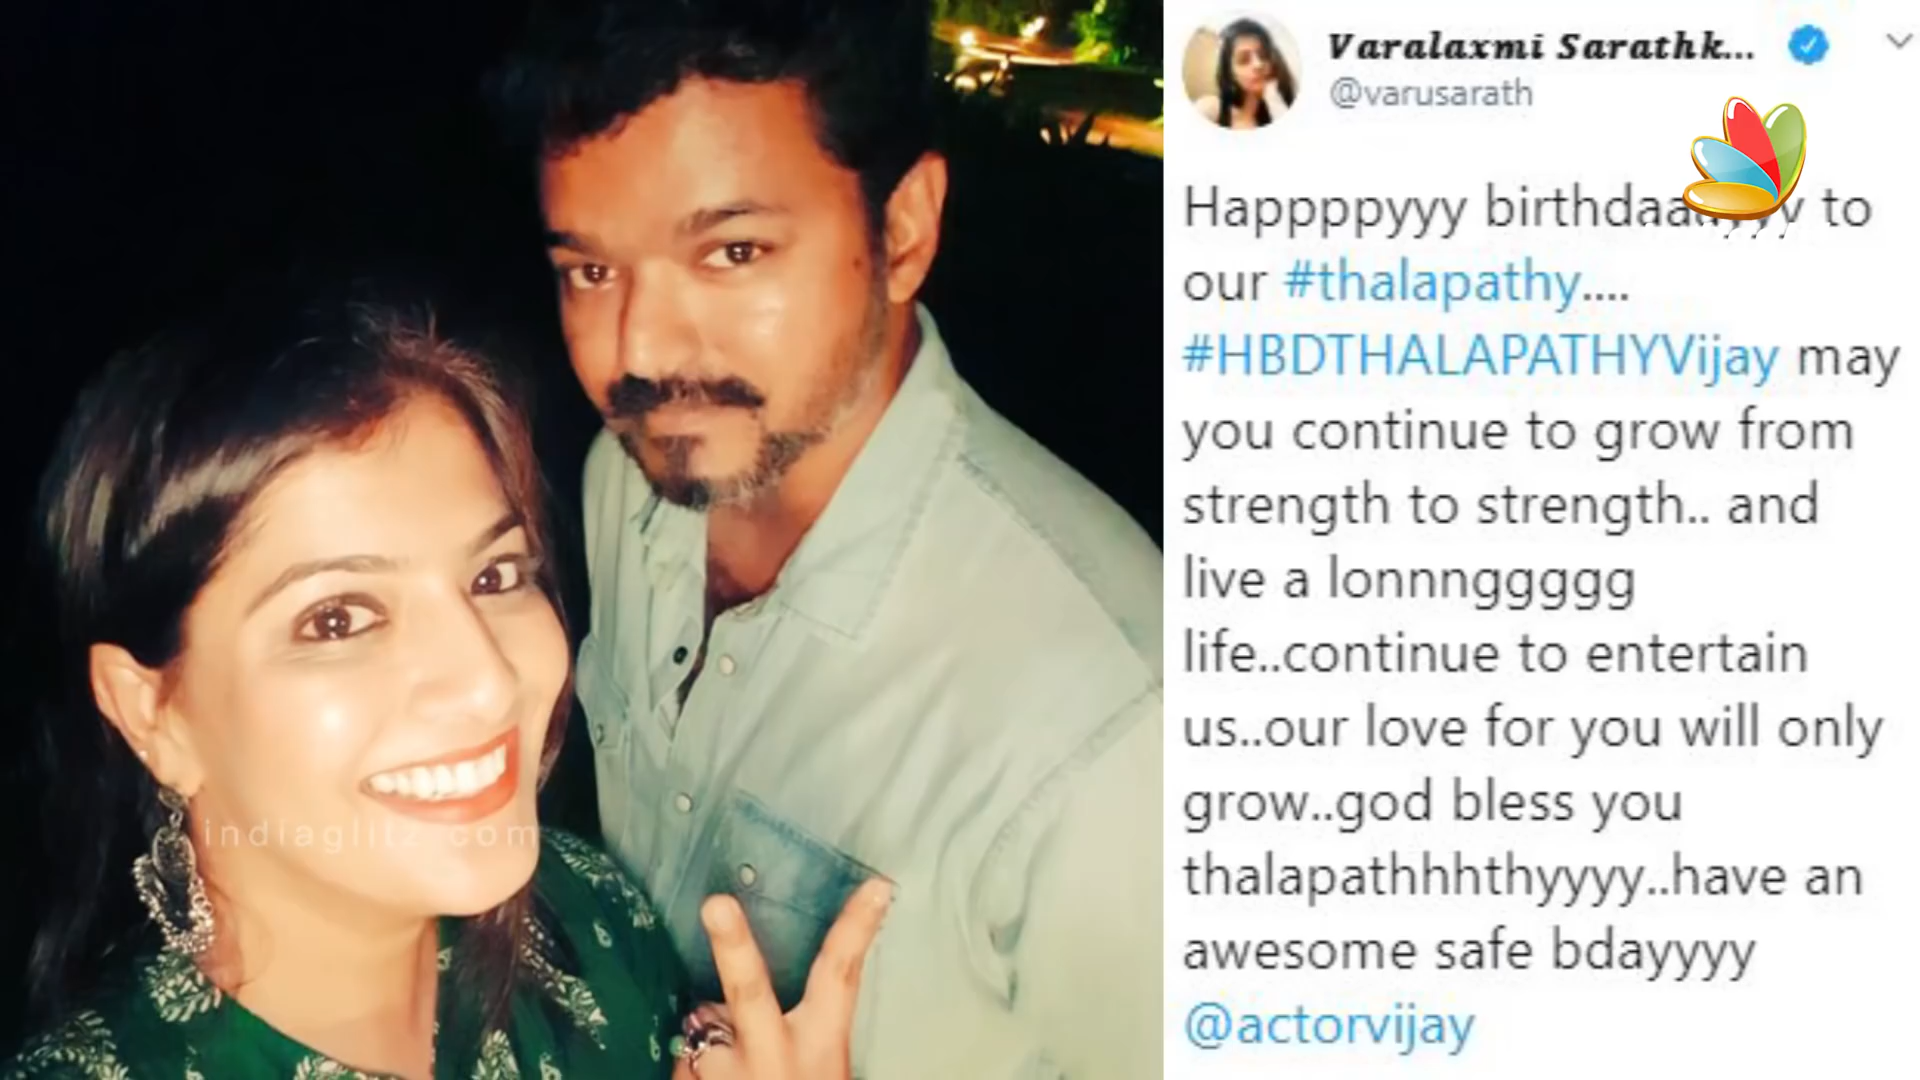 Varalaxmi Sarathk...
@varusarath
Happppyyy to
our #thalapathy....
#HBDTHALAPATHYVijay may
you continue to grow from
strength to strength.. and
live a lonnnggggg
life..continue to entertain
us..our love for you will only
grow..god bless you
thalapathhhthyyyy..have an
awesome safe bdayyyy
@actorvijay
indiaglitz.com